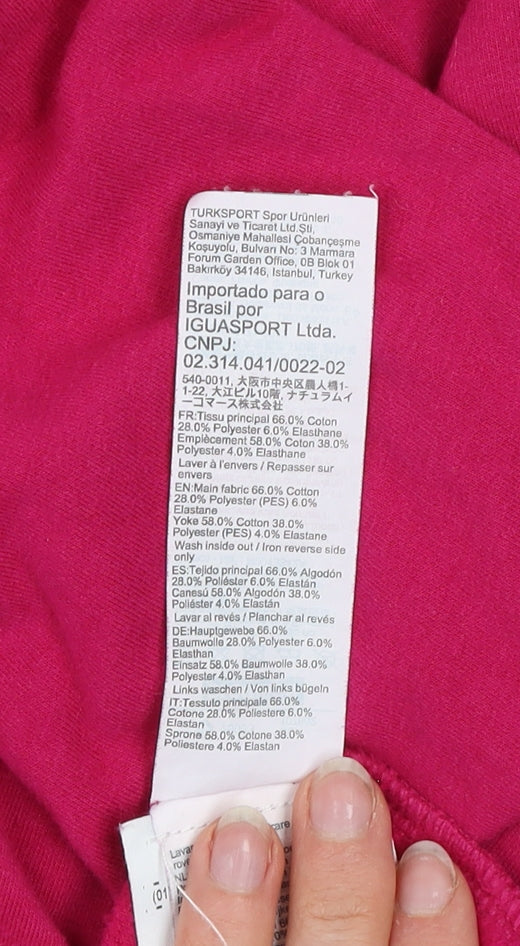 TURKSPORT Spor Urünleri
Sanayi ve Ticaret Ltd.Şti,
Osmaniye Mahallesi Çobançeşme
Koşuyolu, Bulvarı No: 3 Marmara
Forum Garden Office, 0B Blok 01
Bakırköy 34146, Istanbul, Turkey
Importado para o
Brasil por
IGUASPORT Ltda.
CNPJ:
02.314.041/0022-02
540-0011, 大阪市中央区農人橋1-
1-22, 大江ビル10階, ナチュラムイ
ーコマース株式会社
FR:Tissu principal 66.0% Coton
28.0% Polyester 6.0% Elasthane
Emplècement 58.0% Coton 38.0%
Polyester 4.0% Elasthane
Laver à l'envers / Repasser sur
envers
EN:Main fabric 66.0% Cotton
28.0% Polyester (PES) 6.0%
Elastane
Yoke 58.0% Cotton 38.0%
Polyester (PES) 4.0% Elastane
Wash inside out / Iron reverse side
only
ES:Tejido principal 66.0% Algodón
28.0% Poliéster 6.0% Elastán
Canesú 58.0% Algodón 38.0%
Poliáster 4.0% Elastán
Lavar al revés / Planchar al revés
DE:Hauptgewebe 66.0%
Baumwolle 28.0% Polyester 6.0%
Elasthan
Einsatz 58.0% Baumwolle 38.0%
Polyester 4.0% Elasthan
Links waschen / Von links bügeln
IT:Tessuto principale 66.0%
Cotone 28.0% Poliestere 6.0%
Elastan
Sprone 58.0% Cotone 38.0%
Poliestere 4.0% Elastan
(01